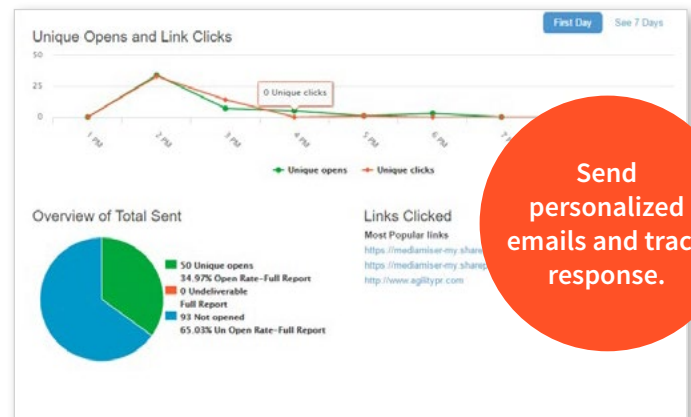 First Day
See 7 Days
Unique Opens and Link Clicks
50
25
0
0 Unique clicks
1 PM
2 PM
3 PM
4 PM
5 PM
6 PM
Unique opens
Unique clicks
Send
personalized
emails and trac
response.
Overview of Total Sent
50 Unique opens
34.97% Open Rate-Full Report
0 Undeliverable
Full Report
93 Not opened
65.03% Un Open Rate-Full Report
Links Clicked
Most Popular links
https://mediamiser-my.share
https://mediamiser-my.sharep
http://www.agilitypr.com